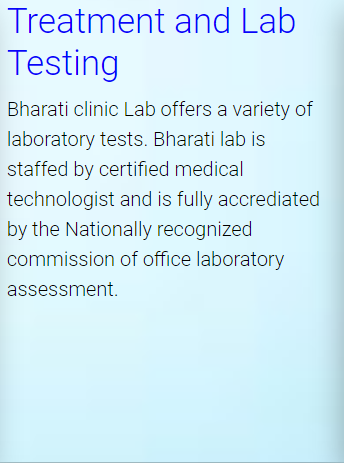 Treatment and Lab
Testing
Bharati clinic Lab offers a variety of
laboratory tests. Bharati lab is
staffed by certified medical
technologist and is fully accrediated
by the Nationally recognized
commission of office laboratory
assessment.